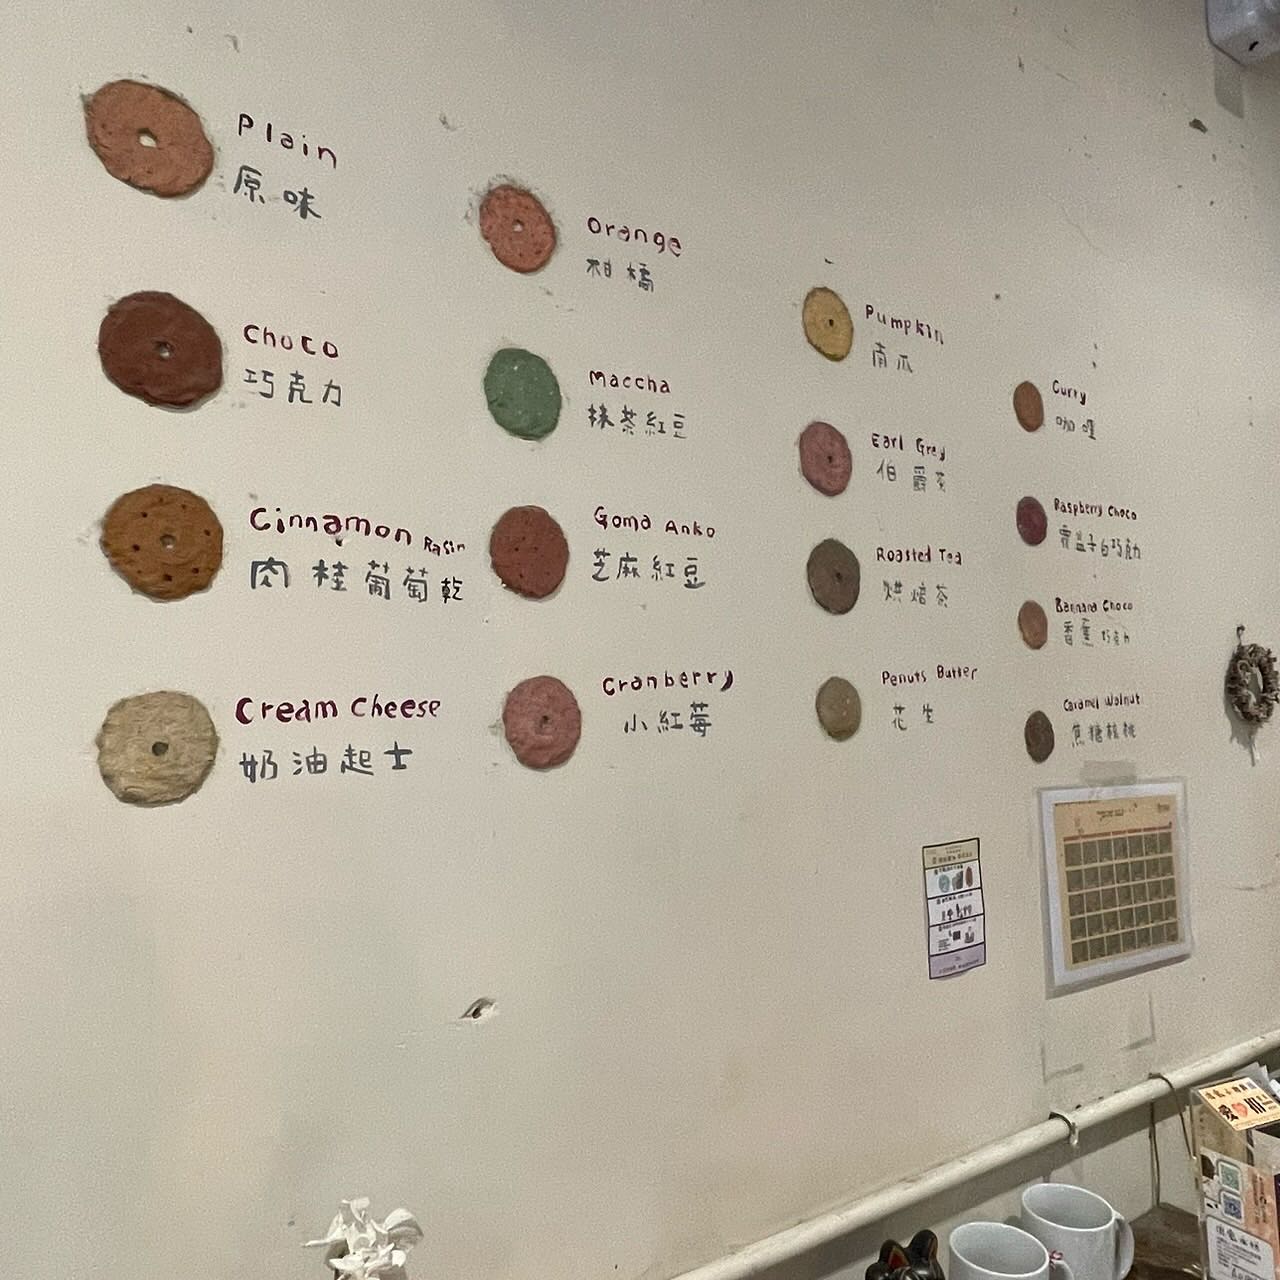 Plain
原味
Choco
巧克力
Cinnamon Rasin
肉桂葡萄乾
Cream Cheese
奶油起士
Orange
柑橘
Maccha
抹茶紅豆
Goma Anko
芝麻紅豆
Cranberry
小紅莓
Pumpkin
南瓜
Earl Grey
伯爵茶
Roasted Tea
烘焙茶
Penuts Butter
花生
Curry
咖哩
Raspberry Choco
覆盆子白巧克力
Bannana Choco
香蕉巧克力
Caramel Walnut
焦糖核桃